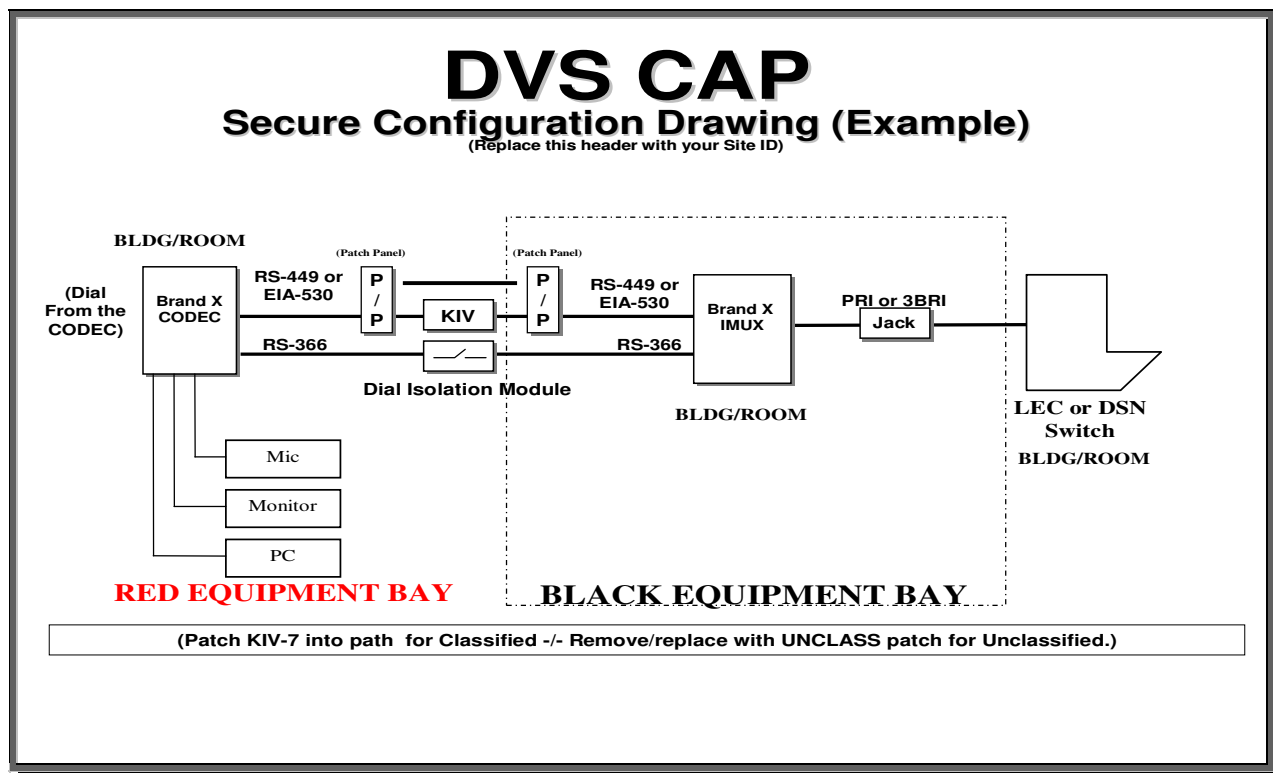 DVS CAP
Secure Configuration Drawing (Example)
(Replace this header with your Site ID)
BLDG/ROOM
(Dial
From the
CODEC)
Brand X
CODEC
RS-449 or
EIA-530
RS-366
(Patch Panel)
P
/
P
KIV
Dial Isolation Module
(Patch Panel)
P
/
P
RS-449 or
EIA-530
RS-366
Brand X
IMUX
BLDG/ROOM
PRI or 3BRI
Jack
LEC or DSN
Switch
BLDG/ROOM
Mic
Monitor
PC
RED EQUIPMENT BAY
BLACK EQUIPMENT BAY
(Patch KIV-7 into path  for Classified -/- Remove/replace with UNCLASS patch for Unclassified.)